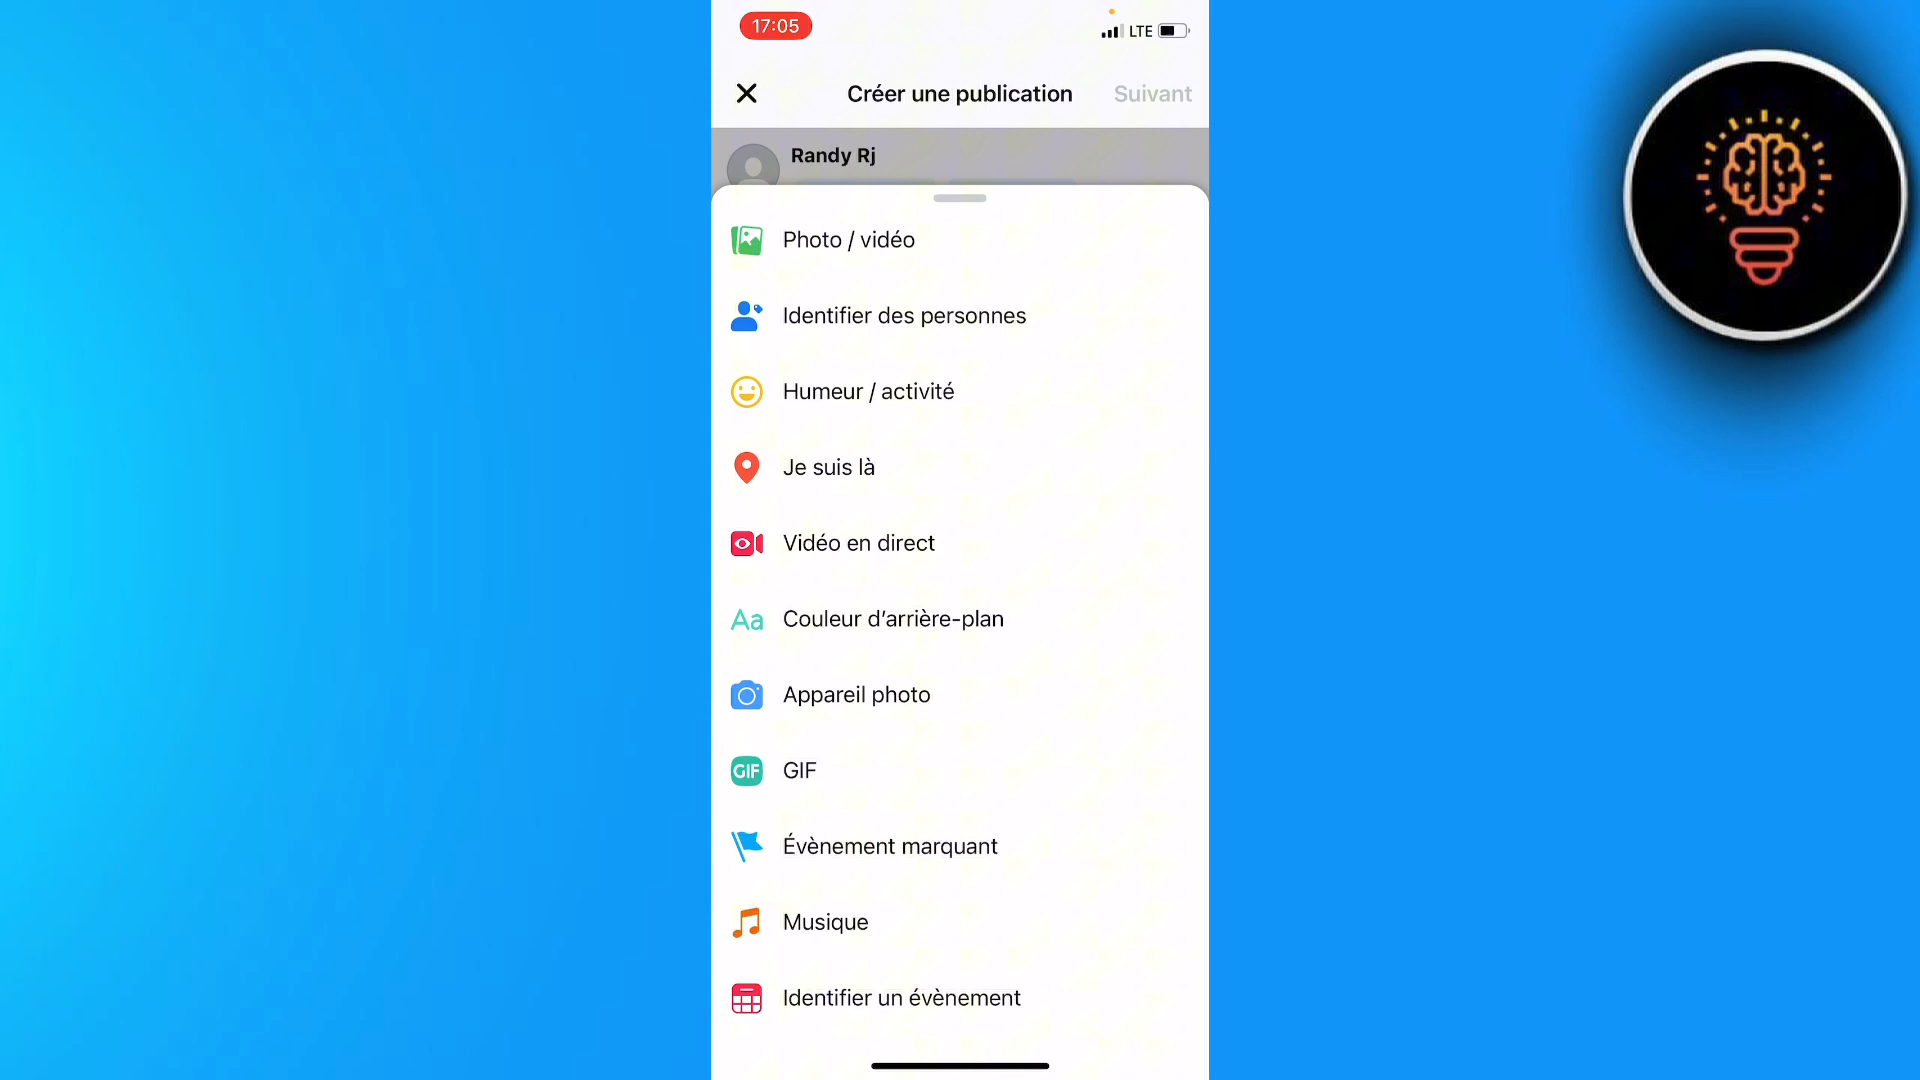 17:05
LTE
Créer une publication
Suivant
Randy Rj
Photo / vidéo
Identifier des personnes
Humeur / activité
Je suis là
Vidéo en direct
Aa Couleur d’arrière-plan
Appareil photo
GIF GIF
Évènement marquant
Musique
Identifier un évènement